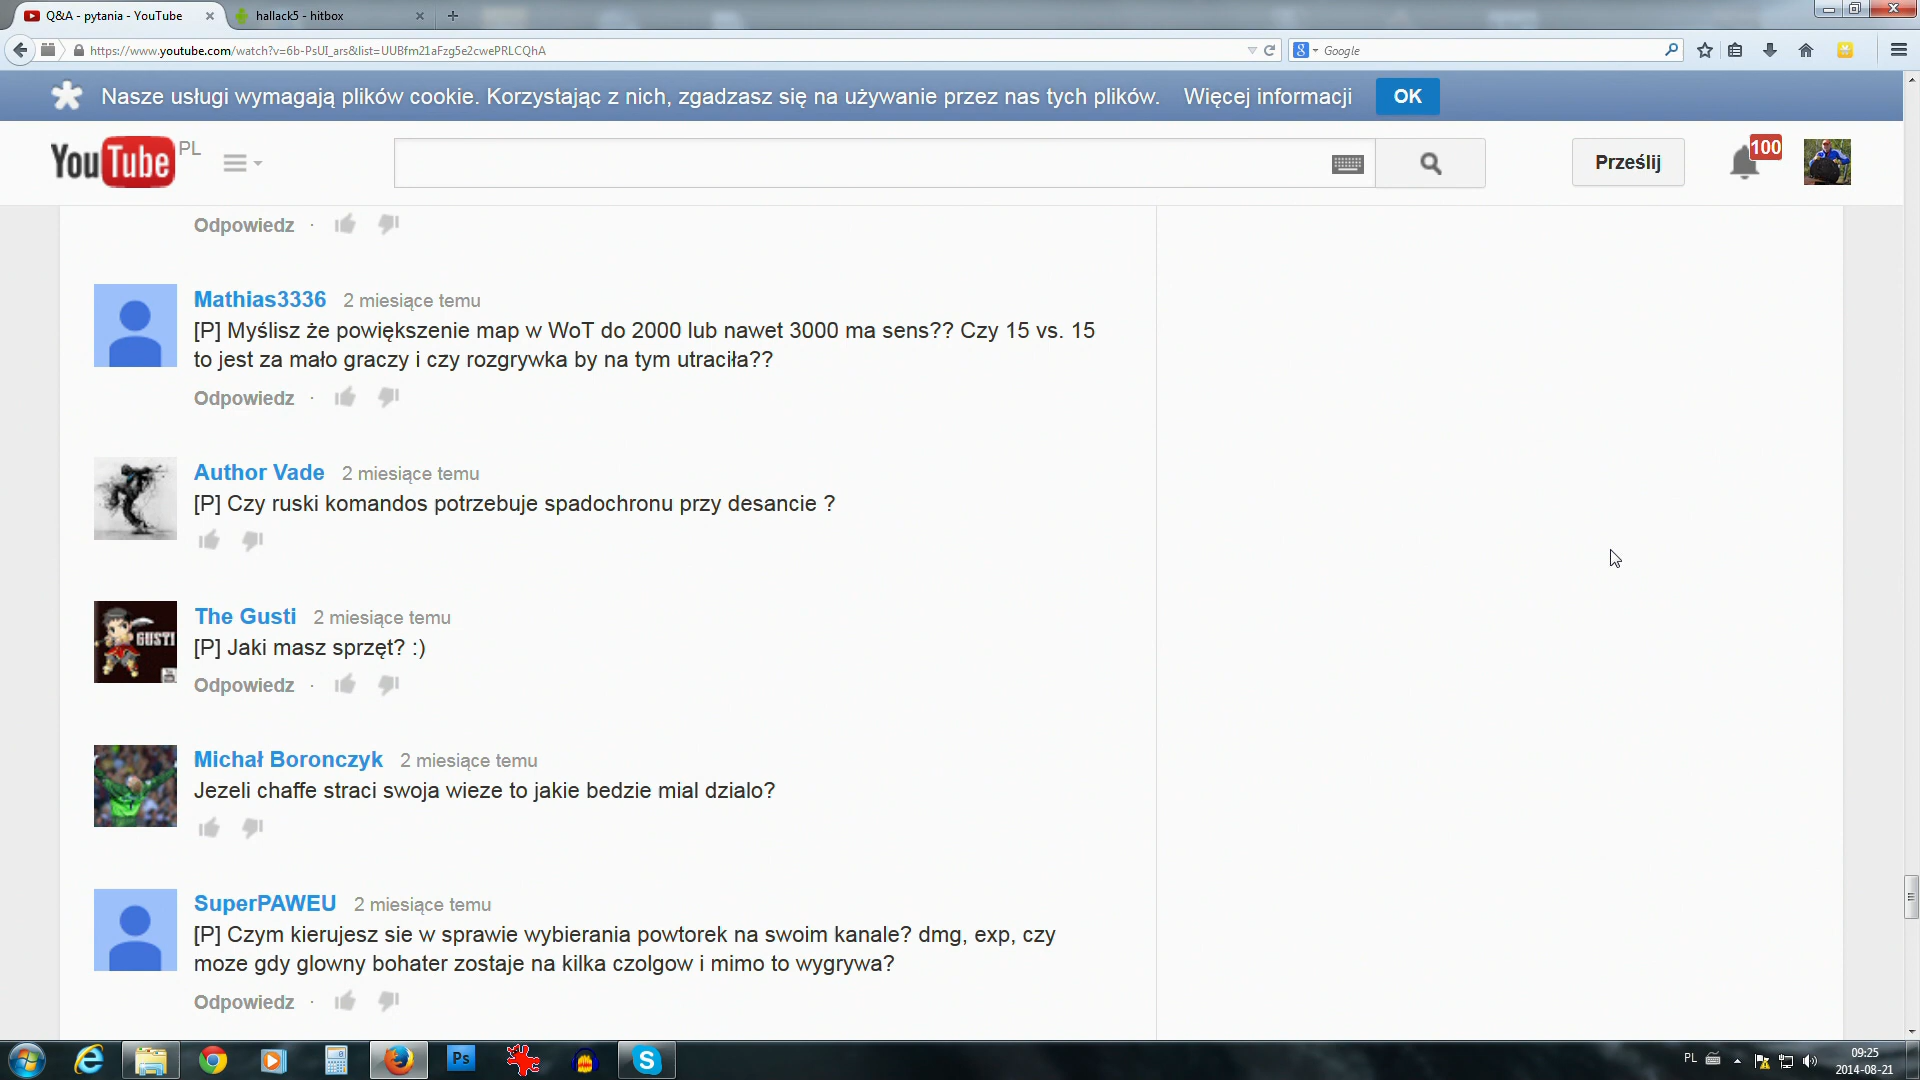 Q&A - pytania - YouTube
hallack5 - hitbox
https://www.youtube.com/watch?v=6b-PsUI_ars&list=UUBfm21aFzg5e2cwePRLCQhA
Google
Nasze usługi wymagają plików cookie. Korzystając z nich, zgadzasz się na używanie przez nas tych plików. Więcej informacji OK
YouTube PL
Prześlij
100
Odpowiedz ·
Mathias3336 2 miesiące temu
[P] Myślisz że powiększenie map w WoT do 2000 lub nawet 3000 ma sens?? Czy 15 vs. 15
to jest za mało graczy i czy rozgrywka by na tym utraciła??
Odpowiedz ·
Author Vade 2 miesiące temu
[P] Czy ruski komandos potrzebuje spadochronu przy desancie ?
GUSTI
The Gusti 2 miesiące temu
[P] Jaki masz sprzęt? :)
Odpowiedz ·
Michał Boronczyk 2 miesiące temu
Jezeli chaffe straci swoja wieze to jakie bedzie mial dzialo?
SuperPAWEU 2 miesiące temu
[P] Czym kierujesz sie w sprawie wybierania powtorek na swoim kanale? dmg, exp, czy
moze gdy glowny bohater zostaje na kilka czolgow i mimo to wygrywa?
Odpowiedz ·
Ps
PL
09:25
2014-08-21